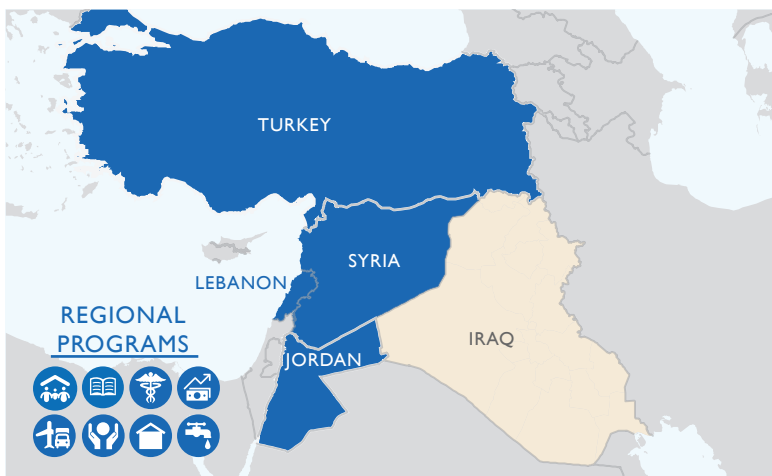 TURKEY
SYRIA
LEBANON
REGIONAL
PROGRAMS
IRAQ
JORDAN